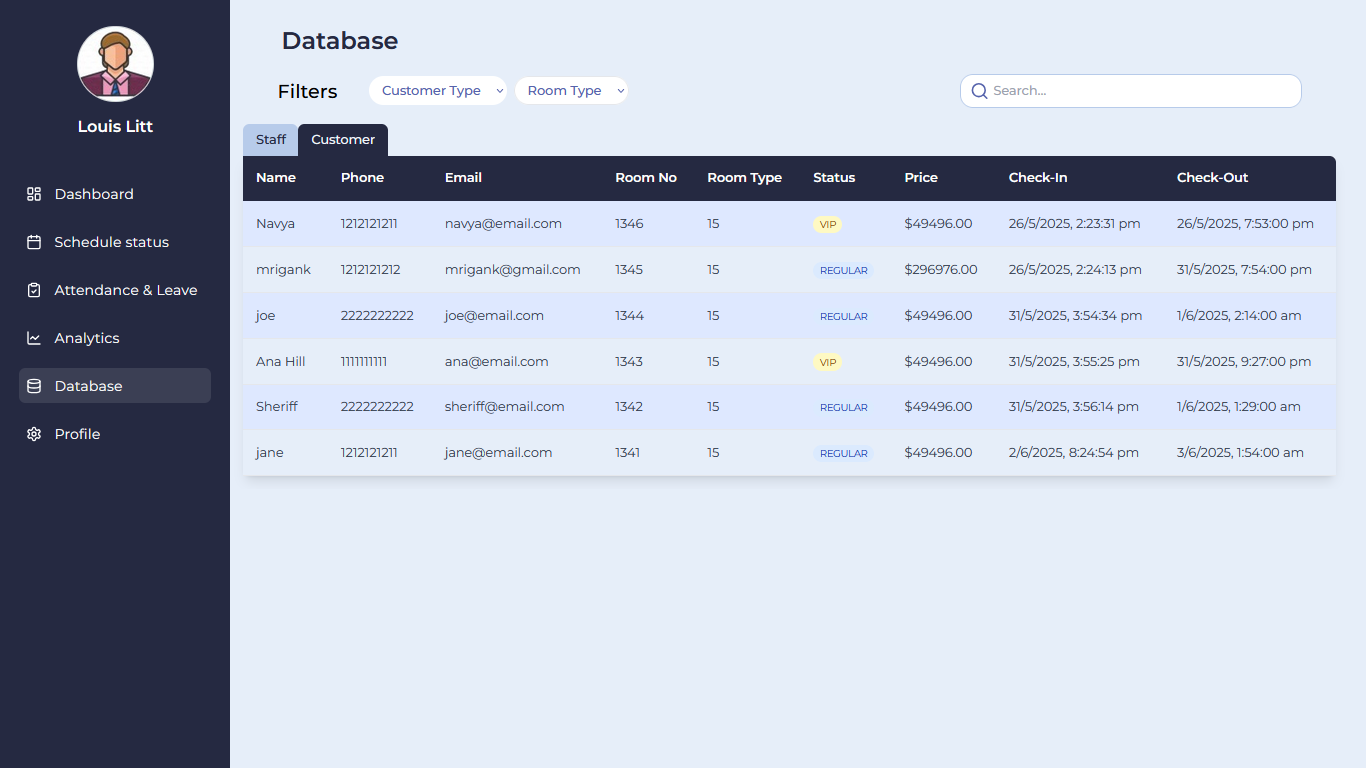 Louis Litt
Dashboard
Schedule status
Attendance & Leave
Analytics
Database
Profile
Database
Filters Customer Type Room Type Search...
Staff Customer
Name Phone Email Room No Room Type Status Price Check-In Check-Out
Navya 1212121211 navya@email.com 1346 15 VIP $49496.00 26/5/2025, 2:23:31 pm 26/5/2025, 7:53:00 pm
mrigank 1212121212 mrigank@gmail.com 1345 15 REGULAR $296976.00 26/5/2025, 2:24:13 pm 31/5/2025, 7:54:00 pm
joe 2222222222 joe@email.com 1344 15 REGULAR $49496.00 31/5/2025, 3:54:34 pm 1/6/2025, 2:14:00 am
Ana Hill 1111111111 ana@email.com 1343 15 VIP $49496.00 31/5/2025, 3:55:25 pm 31/5/2025, 9:27:00 pm
Sheriff 2222222222 sheriff@email.com 1342 15 REGULAR $49496.00 31/5/2025, 3:56:14 pm 1/6/2025, 1:29:00 am
jane 1212121211 jane@email.com 1341 15 REGULAR $49496.00 2/6/2025, 8:24:54 pm 3/6/2025, 1:54:00 am